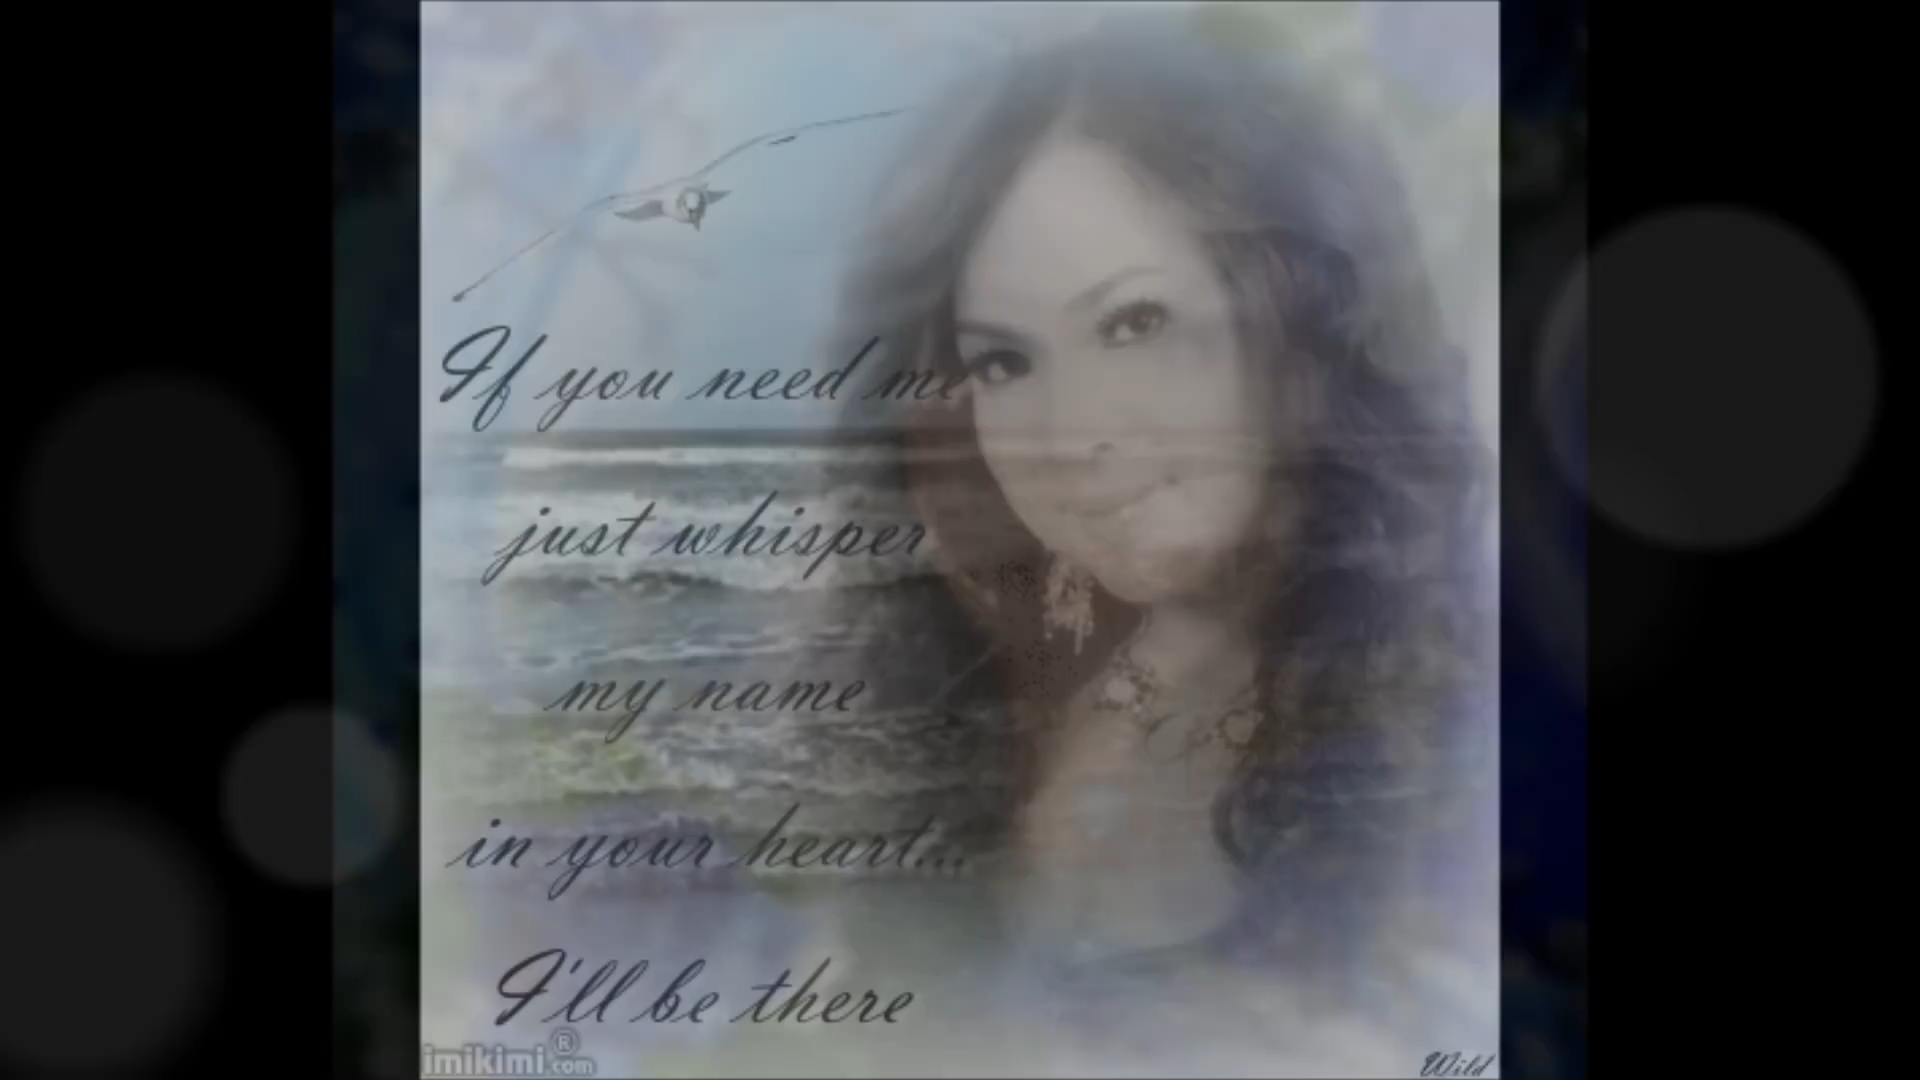 If you need me
just whisper
my name
in your heart...
I'll be there
imikimi.com®
Wild